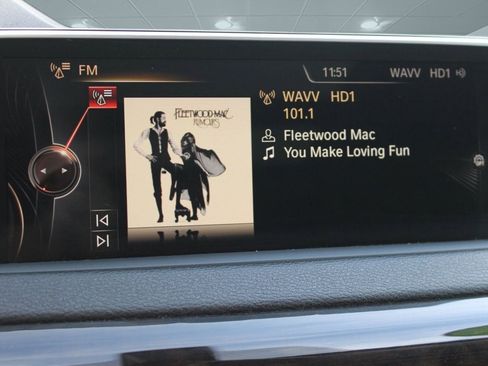 FM
11:51 WAVV HD1
WAVV HD1
101.1
FLEETWOOD MAC
RUMOURS
Fleetwood Mac
You Make Loving Fun